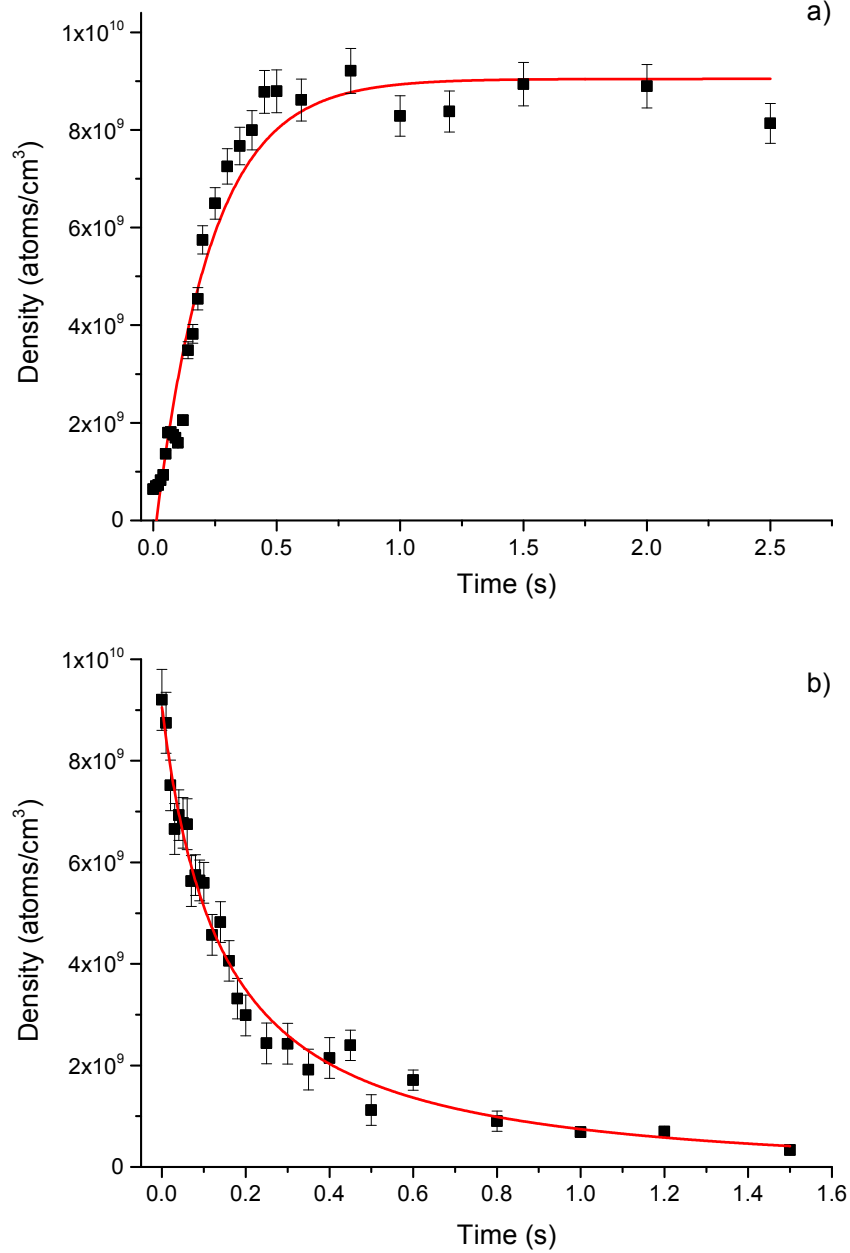 a)
1x10¹⁰
8x10⁹
6x10⁹
4x10⁹
2x10⁹
0
Density (atoms/cm³)
0.0 0.5 1.0 1.5 2.0 2.5
Time (s)
b)
1x10¹⁰
8x10⁹
6x10⁹
4x10⁹
2x10⁹
0
Density (atoms/cm³)
0.0 0.2 0.4 0.6 0.8 1.0 1.2 1.4 1.6
Time (s)